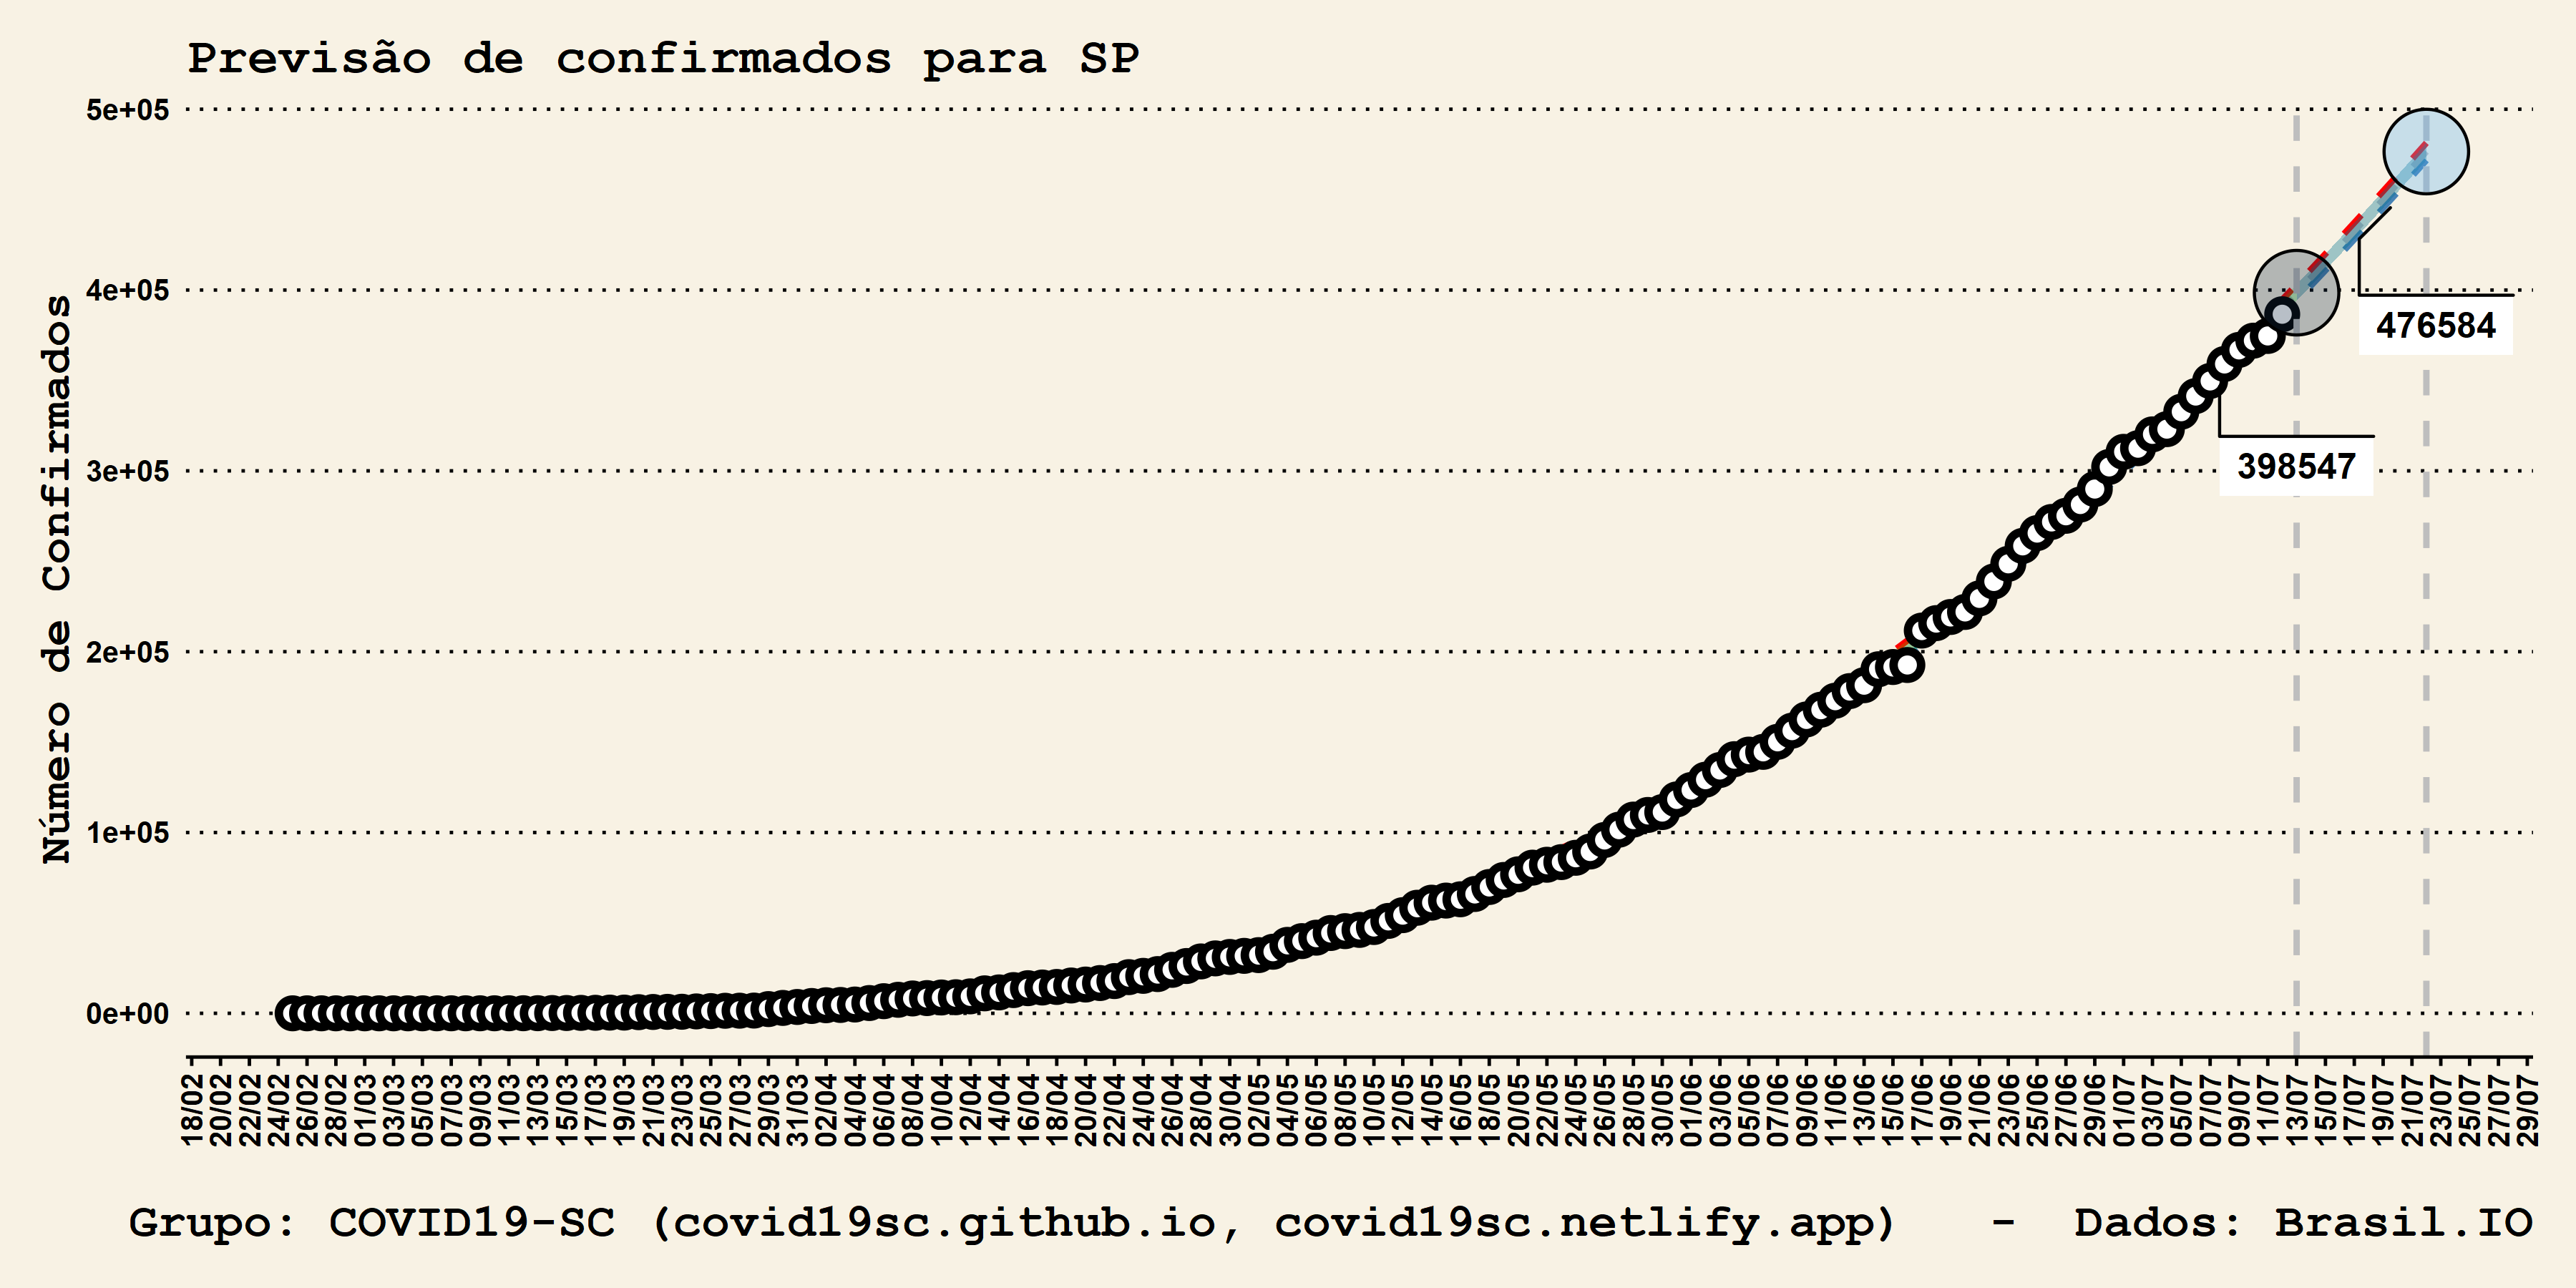 Previsão de confirmados para SP
Número de Confirmados
5e+05
4e+05
3e+05
2e+05
1e+05
0e+00
476584
398547
18/02 20/02 22/02 24/02 26/02 28/02 01/03 03/03 05/03 07/03 09/03 11/03 13/03 15/03 17/03 19/03 21/03 23/03 25/03 27/03 29/03 31/03 02/04 04/04 06/04 08/04 10/04 12/04 14/04 16/04 18/04 20/04 22/04 24/04 26/04 28/04 30/04 02/05 04/05 06/05 08/05 10/05 12/05 14/05 16/05 18/05 20/05 22/05 24/05 26/05 28/05 30/05 01/06 03/06 05/06 07/06 09/06 11/06 13/06 15/06 17/06 19/06 21/06 23/06 25/06 27/06 29/06 01/07 03/07 05/07 07/07 09/07 11/07 13/07 15/07 17/07 19/07 21/07 23/07 25/07 27/07 29/07
Grupo: COVID19-SC (covid19sc.github.io, covid19sc.netlify.app) - Dados: Brasil.IO